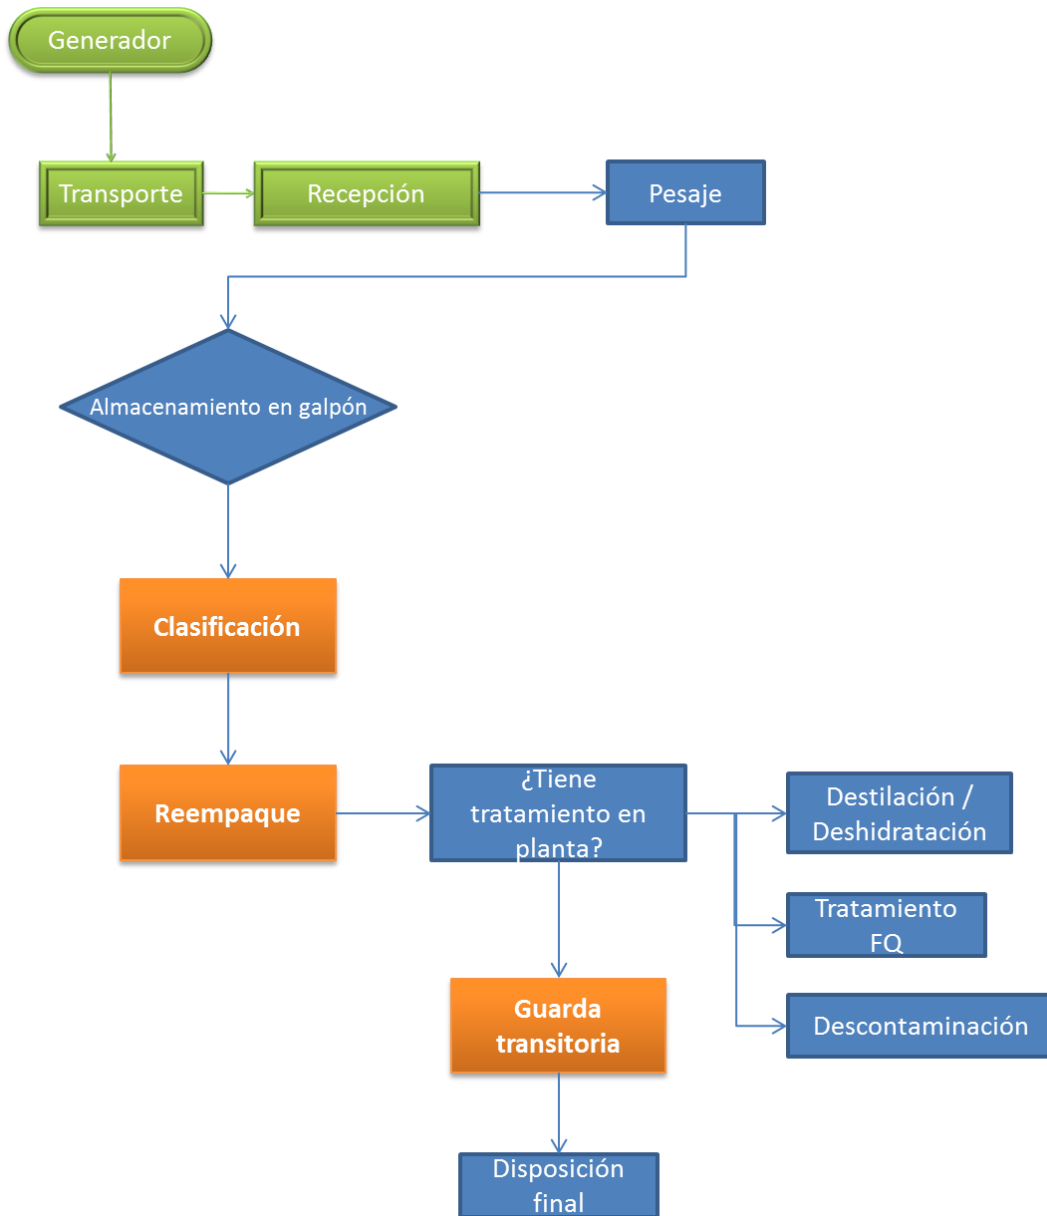 Generador
Transporte
Recepción
Pesaje
Almacenamiento en galpón
Clasificación
Reempaque
¿Tiene
tratamiento en
planta?
Destilación /
Deshidratación
Tratamiento
FQ
Descontaminación
Guarda
transitoria
Disposición
final